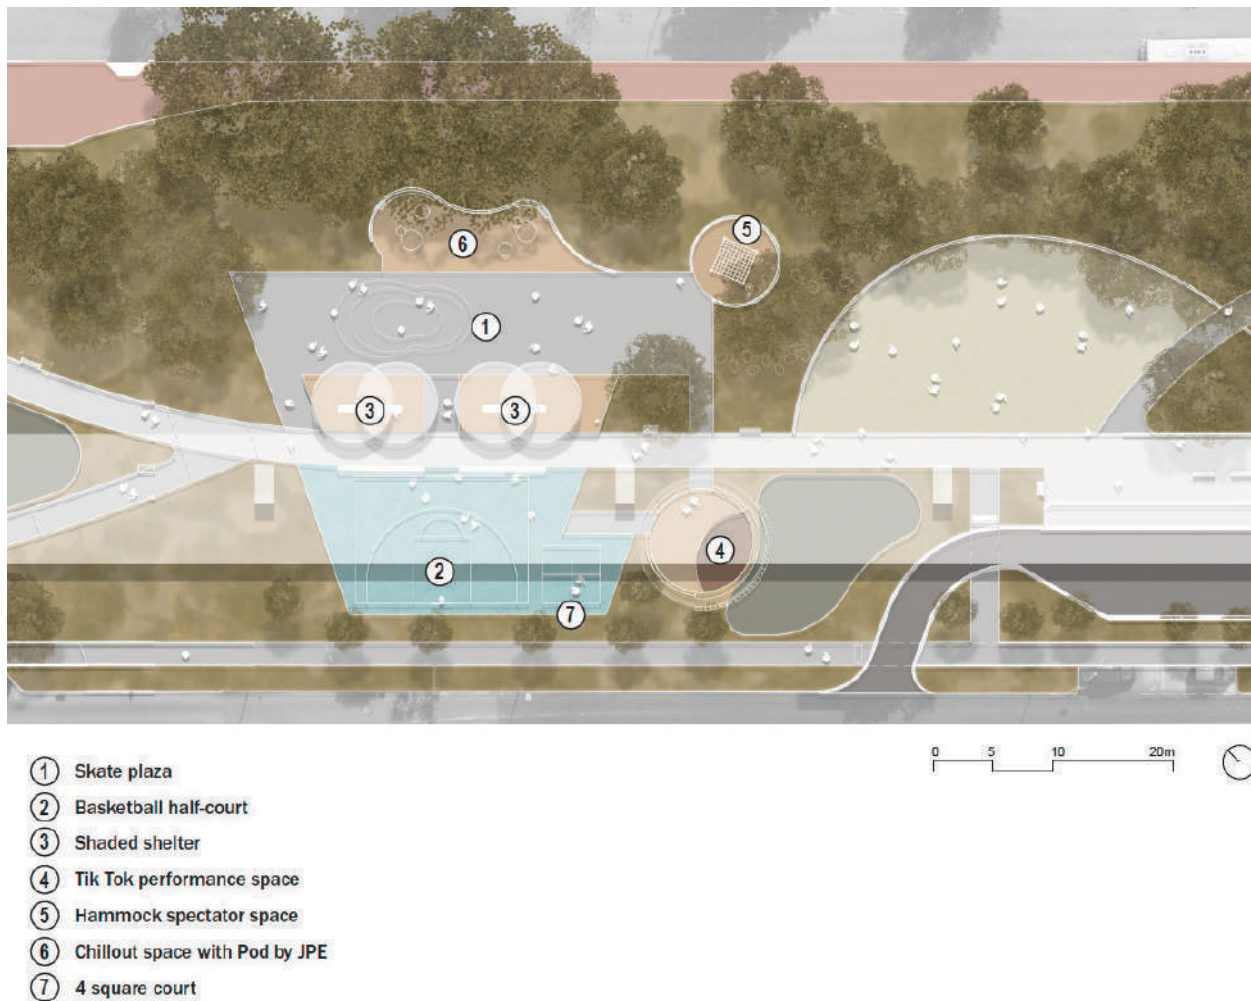 5
6
1
3
3
4
2
7
0 5 10 20m
1 Skate plaza
2 Basketball half-court
3 Shaded shelter
4 Tik Tok performance space
5 Hammock spectator space
6 Chillout space with Pod by JPE
7 4 square court